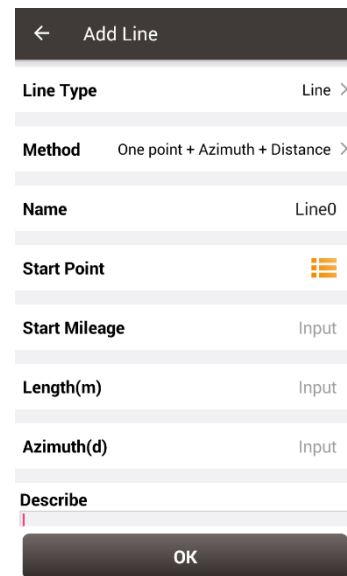 Add Line
Line Type Line
Method One point + Azimuth + Distance
Name Line0
Start Point
Start Mileage Input
Length(m) Input
Azimuth(d) Input
Describe
OK